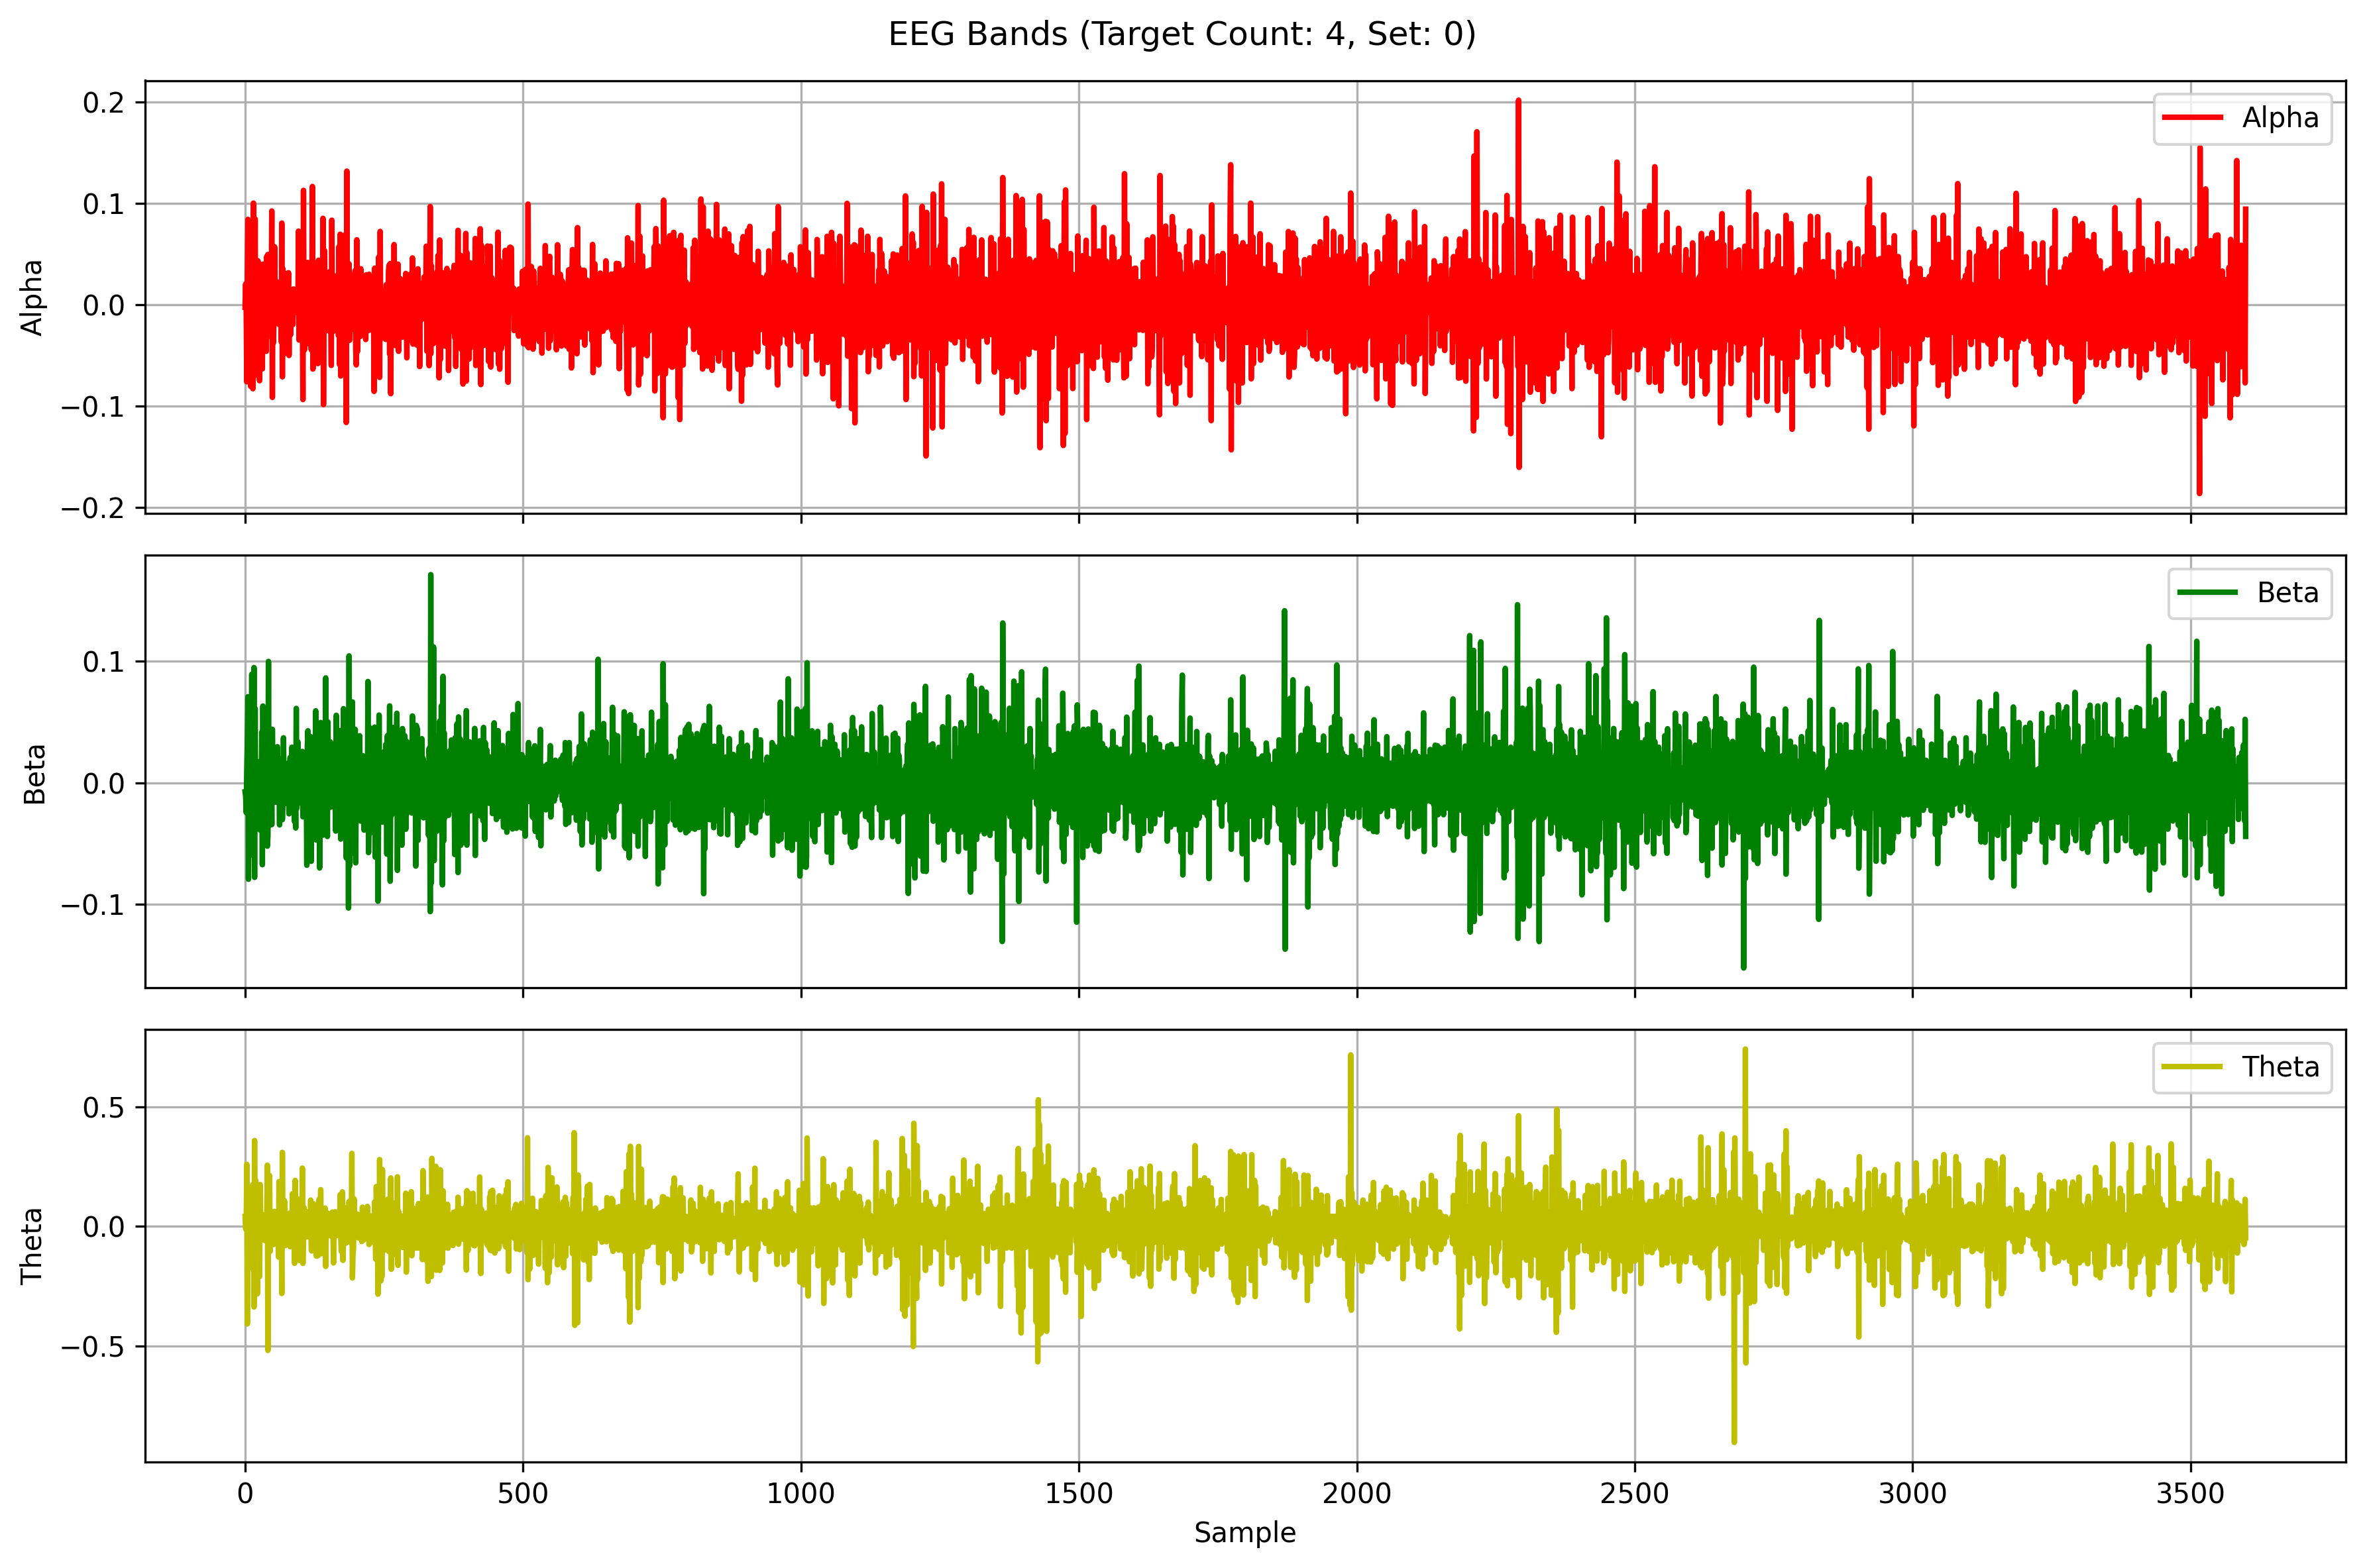 EEG Bands (Target Count: 4, Set: 0)
0.2
0.1
0.0
−0.1
−0.2
Alpha
Alpha
0.1
0.0
−0.1
Beta
Beta
0.5
0.0
−0.5
Theta
Theta
0 500 1000 1500 2000 2500 3000 3500
Sample